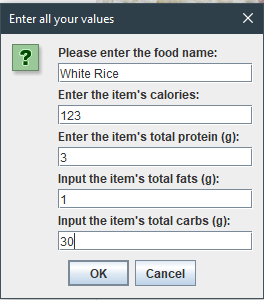 Enter all your values
Please enter the food name:
White Rice
Enter the item's calories:
123
Enter the item's total protein (g):
3
Input the item's total fats (g):
1
Input the item's total carbs (g):
30
OK Cancel